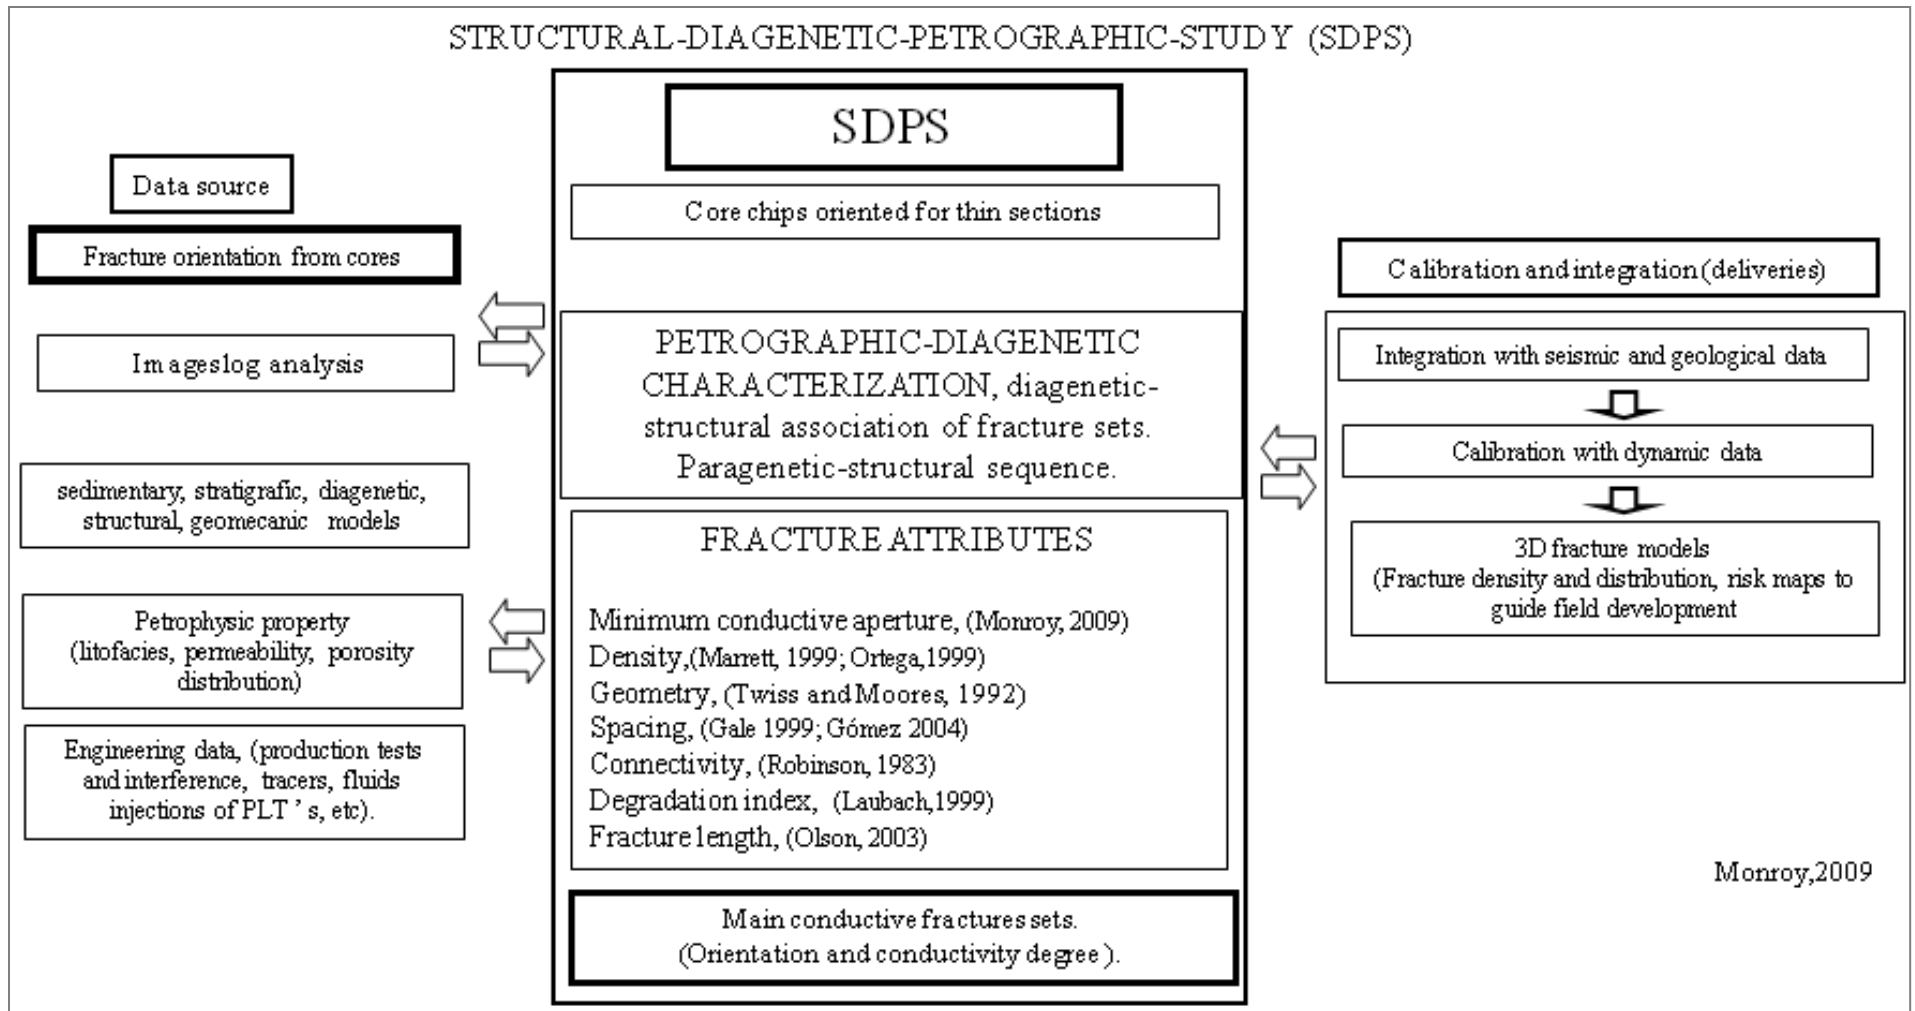 STRUCTURAL-DIAGENETIC-PETROGRAPHIC-STUDY (SDPS)
Data source
Fracture orientation from cores
Imageslog analysis
sedimentary, stratigrafic, diagenetic,
structural, geomecanic models
Petrophysic property
(litofacies, permeability, porosity
distribution)
Engineering data, (production tests
and interference, tracers, fluids
injections of PLT ' s, etc).
SDPS
Core chips oriented for thin sections
PETROGRAPHIC-DIAGENETIC
CHARACTERIZATION, diagenetic-
structural association of fracture sets.
Paragenetic-structural sequence.
FRACTURE ATTRIBUTES
Minimum conductive aperture, (Monroy, 2009)
Density,(Marrett, 1999; Ortega,1999)
Geometry, (Twiss and Moores, 1992)
Spacing, (Gale 1999; Gómez 2004)
Connectivity, (Robinson, 1983)
Degradation index, (Laubach,1999)
Fracture length, (Olson, 2003)
Main conductive fractures sets.
(Orientation and conductivity degree ).
Calibration and integration (deliveries)
Integration with seismic and geological data
Calibration with dynamic data
3D fracture models
(Fracture density and distribution, risk maps to
guide field development
Monroy,2009